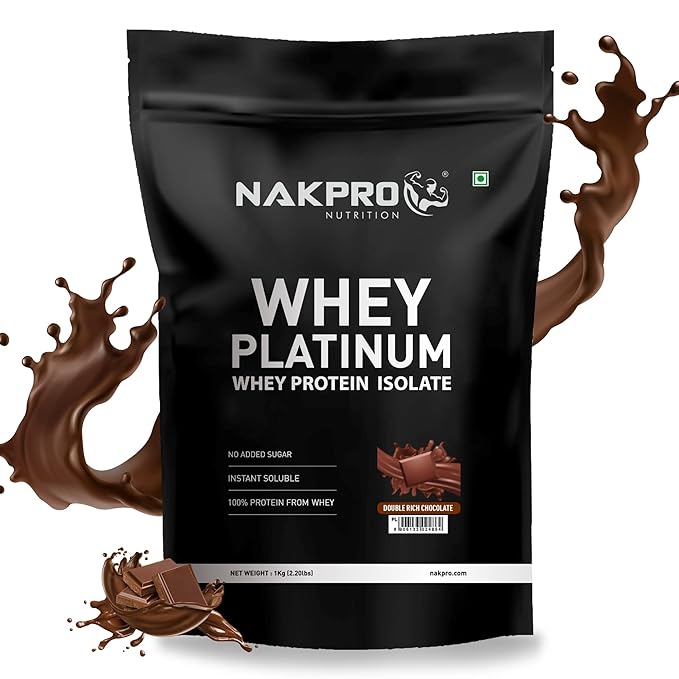 NAKPRO
NUTRITION
®
WHEY
PLATINUM
WHEY PROTEIN ISOLATE
NO ADDED SUGAR
INSTANT SOLUBLE
100% PROTEIN FROM WHEY
DOUBLE RICH CHOCOLATE
PL
NET WEIGHT : 1Kg (2.20lbs)
nakpro.com